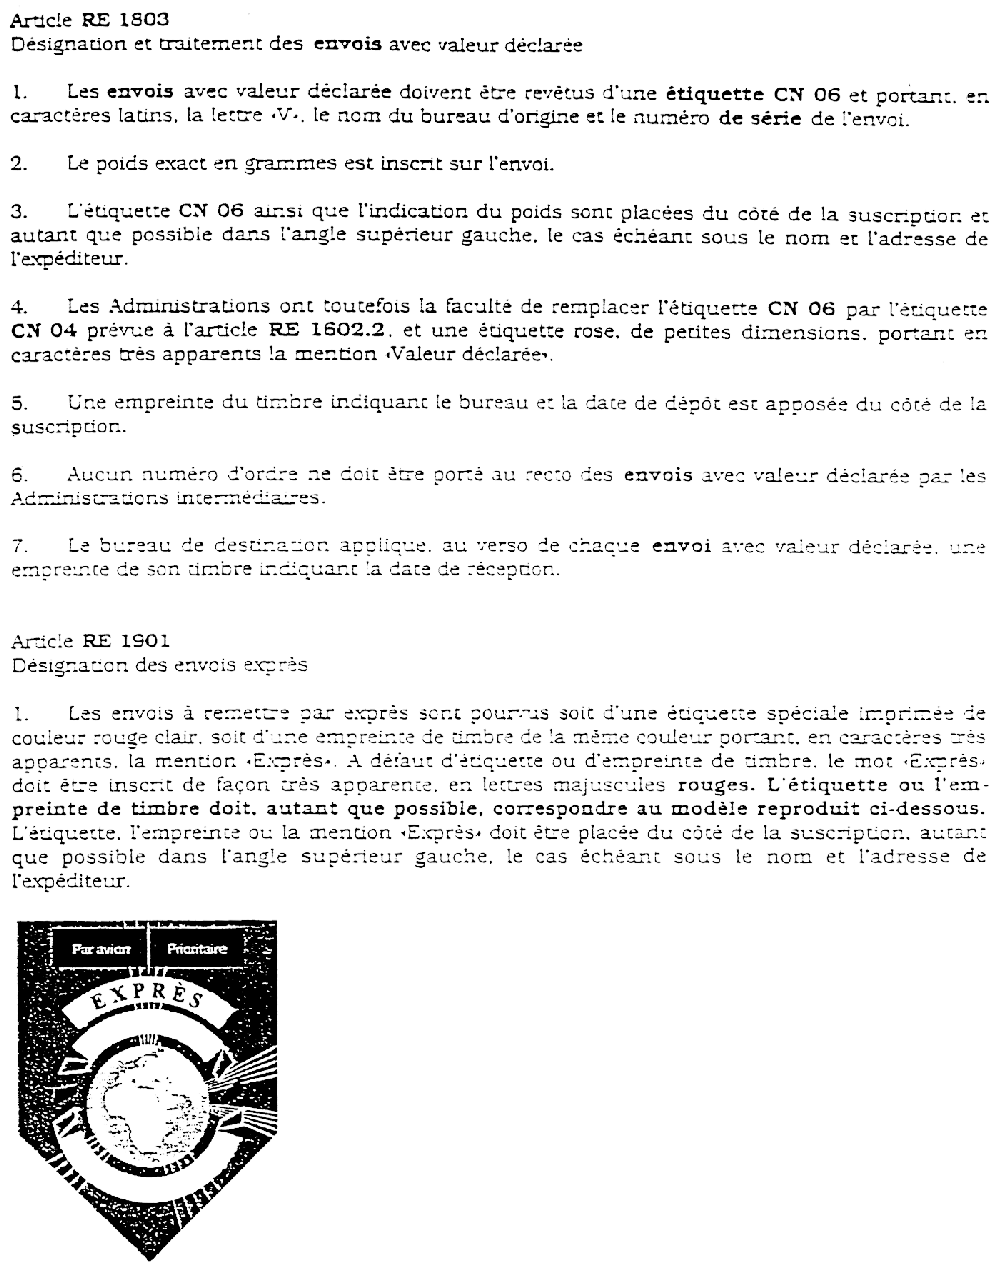 Article RE 1803
Désignation et traitement des envois avec valeur déclarée
1. Les envois avec valeur déclarée doivent être revêtus d'une étiquette CN 06 et portant, en
caractères latins, la lettre «V», le nom du bureau d'origine et le numéro de série de l'envoi.
2. Le poids exact en grammes est inscrit sur l'envoi.
3. L'étiquette CN 06 ainsi que l'indication du poids sont placées du côté de la suscription et
autant que possible dans l'angle supérieur gauche, le cas échéant sous le nom et l'adresse de
l'expéditeur.
4. Les Administrations ont toutefois la faculté de remplacer l'étiquette CN 06 par l'étiquette
CN 04 prévue à l'article RE 1602.2, et une étiquette rose, de petites dimensions, portant en
caractères très apparents la mention «Valeur déclarée».
5. Une empreinte du timbre indiquant le bureau et la date de dépôt est apposée du côté de la
suscription.
6. Aucun numéro d'ordre ne doit être porté au recto des envois avec valeur déclarée par les
Administrations intermédiaires.
7. Le bureau de destination applique, au verso de chaque envoi avec valeur déclarée, une
empreinte de son timbre indiquant la date de réception.
Article RE 1901
Désignation des envois exprès
1. Les envois à remettre par exprès sont pourvus soit d'une étiquette spéciale imprimée de
couleur rouge clair, soit d'une empreinte de timbre de la même couleur portant, en caractères très
apparents, la mention «Exprès». A défaut d'étiquette ou d'empreinte de timbre, le mot «Exprès»
doit être inscrit de façon très apparente, en lettres majuscules rouges. L'étiquette ou l'em-
preinte de timbre doit, autant que possible, correspondre au modèle reproduit ci-dessous.
L'étiquette, l'empreinte ou la mention «Exprès» doit être placée du côté de la suscription, autant
que possible dans l'angle supérieur gauche, le cas échéant sous le nom et l'adresse de
l'expéditeur.
Par avion Prioritaire
EXPRÈS